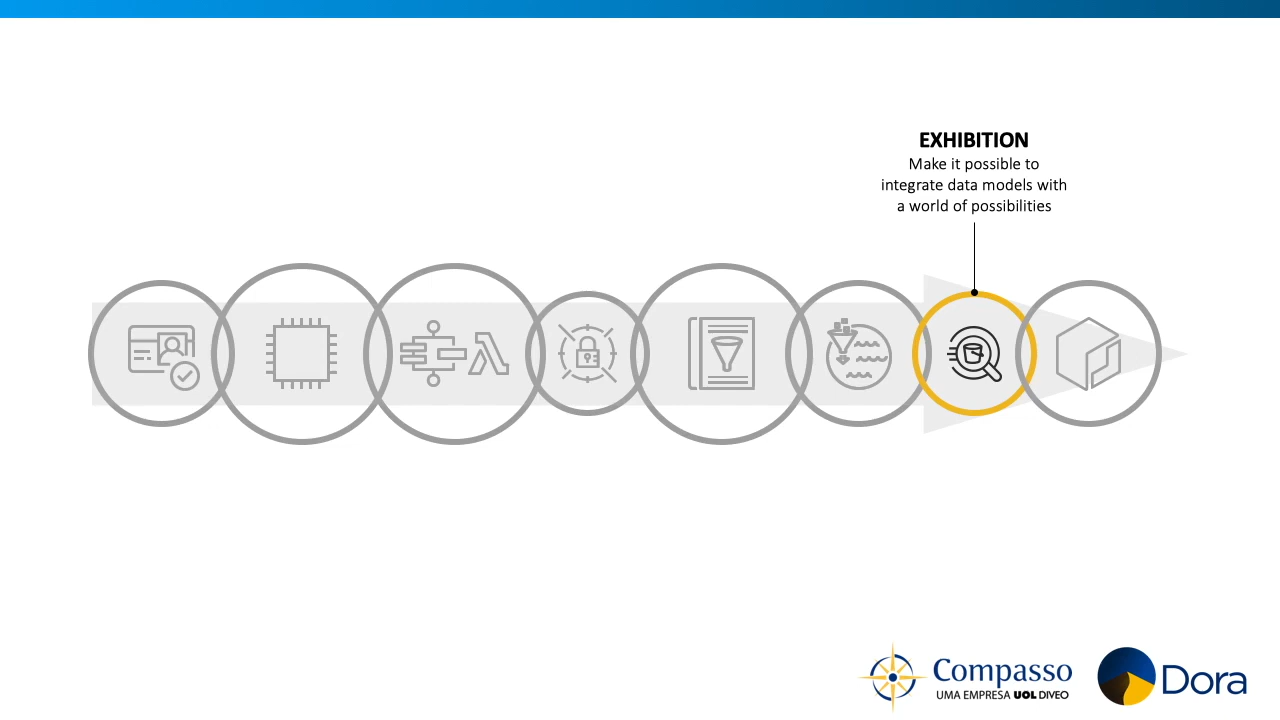 EXHIBITION
Make it possible to
integrate data models with
a world of possibilities
Compasso
UMA EMPRESA UOL DIVEO
Dora